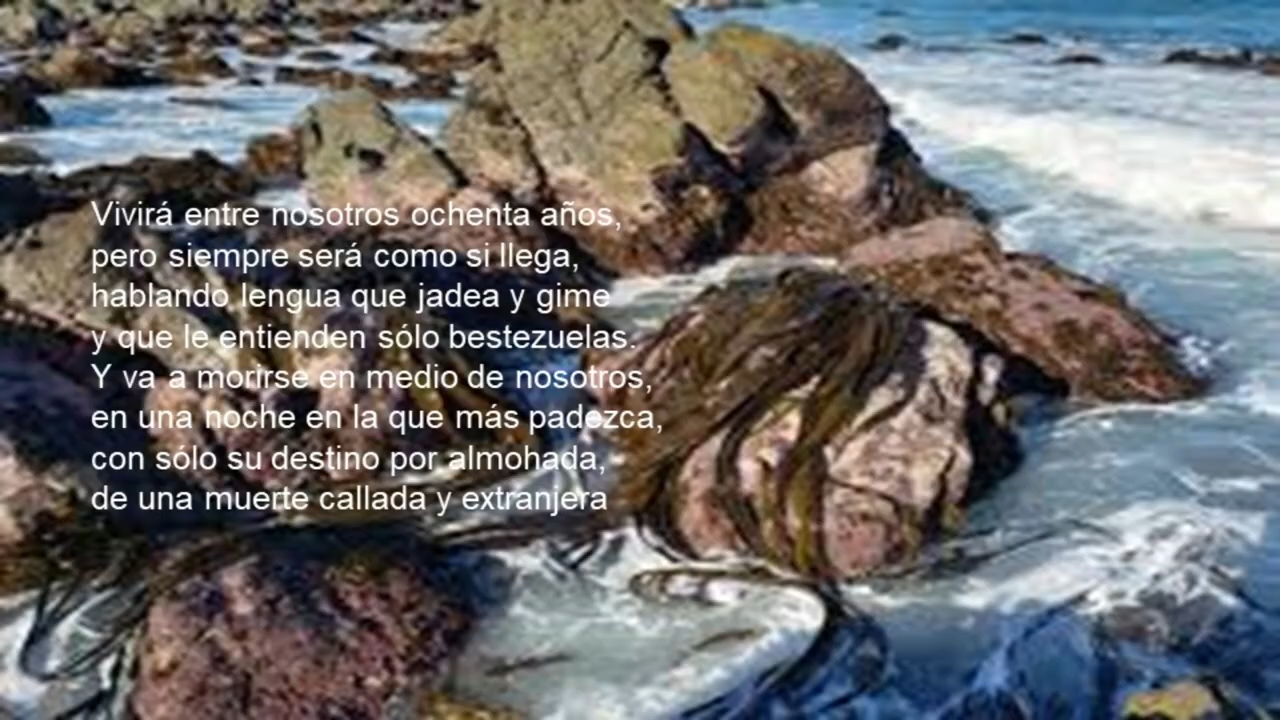 Vivirá entre nosotros ochenta años,
pero siempre será como si llega,
hablando lengua que jadea y gime
y que le entienden sólo bestezuelas.
Y va a morirse en medio de nosotros,
en una noche en la que más padezca,
con sólo su destino por almohada,
de una muerte callada y extranjera